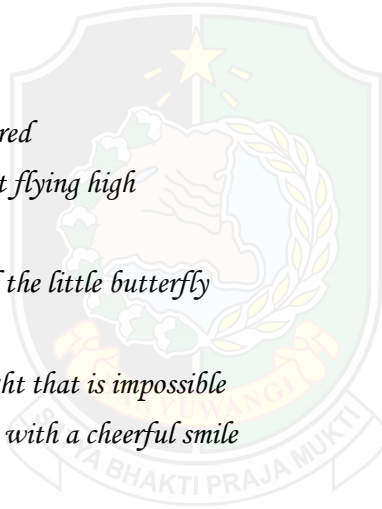 red
t flying high
f the little butterfly
ht that is impossible
BANYUWANGI
with a cheerful smile
SATYA BHAKTI PRAJA MUKTI